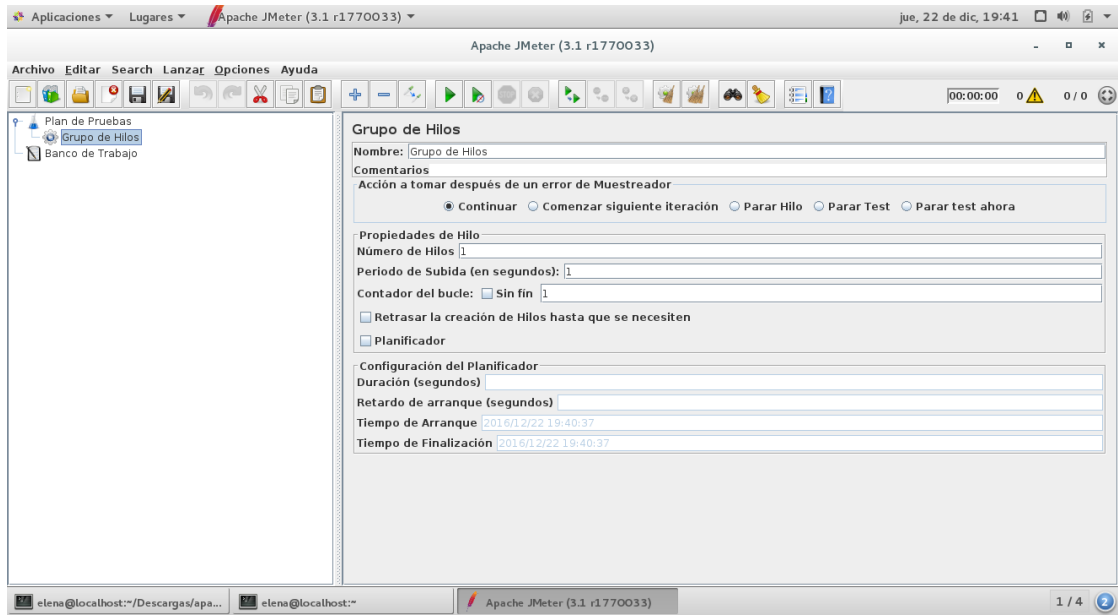 Aplicaciones Lugares Apache JMeter (3.1 r1770033) jue, 22 de dic, 19:41
Apache JMeter (3.1 r1770033)
Archivo Editar Search Lanzar Opciones Ayuda
00:00:00 0 0 / 0
Plan de Pruebas
Grupo de Hilos
Banco de Trabajo
Grupo de Hilos
Nombre: Grupo de Hilos
Comentarios
Acción a tomar después de un error de Muestreador
Continuar Comenzar siguiente iteración Parar Hilo Parar Test Parar test ahora
Propiedades de Hilo
Número de Hilos 1
Periodo de Subida (en segundos): 1
Contador del bucle: Sin fín 1
Retrasar la creación de Hilos hasta que se necesiten
Planificador
Configuración del Planificador
Duración (segundos)
Retardo de arranque (segundos)
Tiempo de Arranque 2016/12/22 19:40:37
Tiempo de Finalización 2016/12/22 19:40:37
elena@localhost:~/Descargas/apa... elena@localhost:~ Apache JMeter (3.1 r1770033) 1 / 4 2